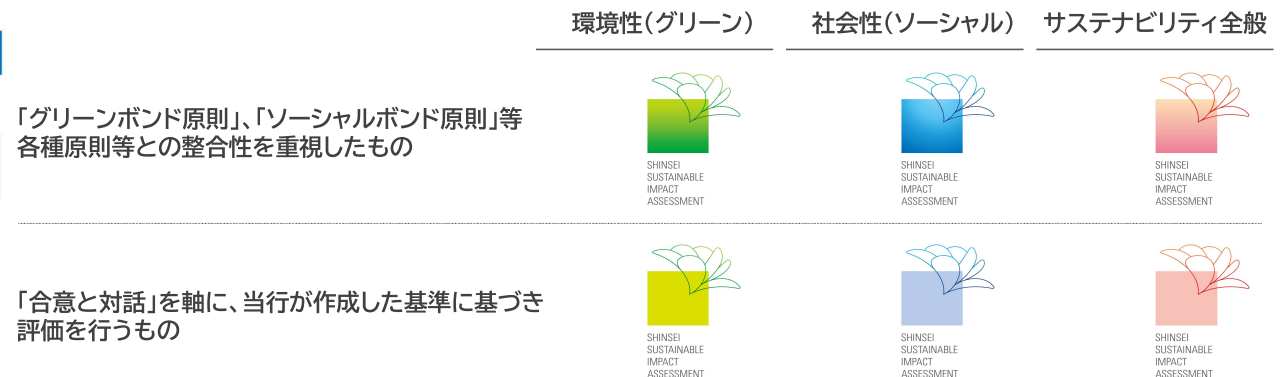 環境性(グリーン) 社会性(ソーシャル) サステナビリティ全般
「グリーンボンド原則」、「ソーシャルボンド原則」等
各種原則等との整合性を重視したもの
SHINSEI
SUSTAINABLE
IMPACT
ASSESSMENT
SHINSEI
SUSTAINABLE
IMPACT
ASSESSMENT
SHINSEI
SUSTAINABLE
IMPACT
ASSESSMENT
「合意と対話」を軸に、当行が作成した基準に基づき
評価を行うもの
SHINSEI
SUSTAINABLE
IMPACT
ASSESSMENT
SHINSEI
SUSTAINABLE
IMPACT
ASSESSMENT
SHINSEI
SUSTAINABLE
IMPACT
ASSESSMENT